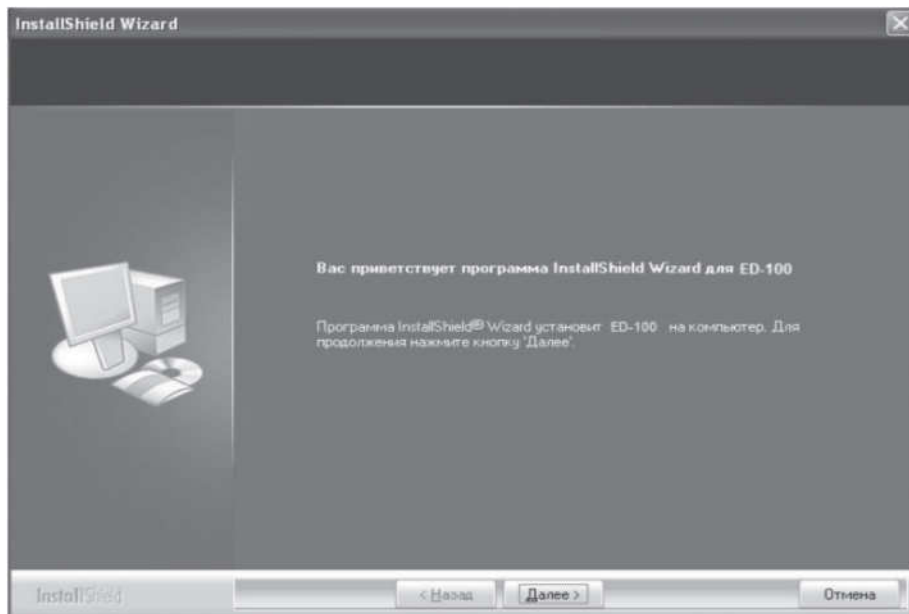 InstallShield Wizard
Вас приветствует программа InstallShield Wizard для ED-100
Программа InstallShield® Wizard установит ED-100 на компьютер. Для
продолжения нажмите кнопку 'Далее'.
InstallShield
< Назад
Далее >
Отмена